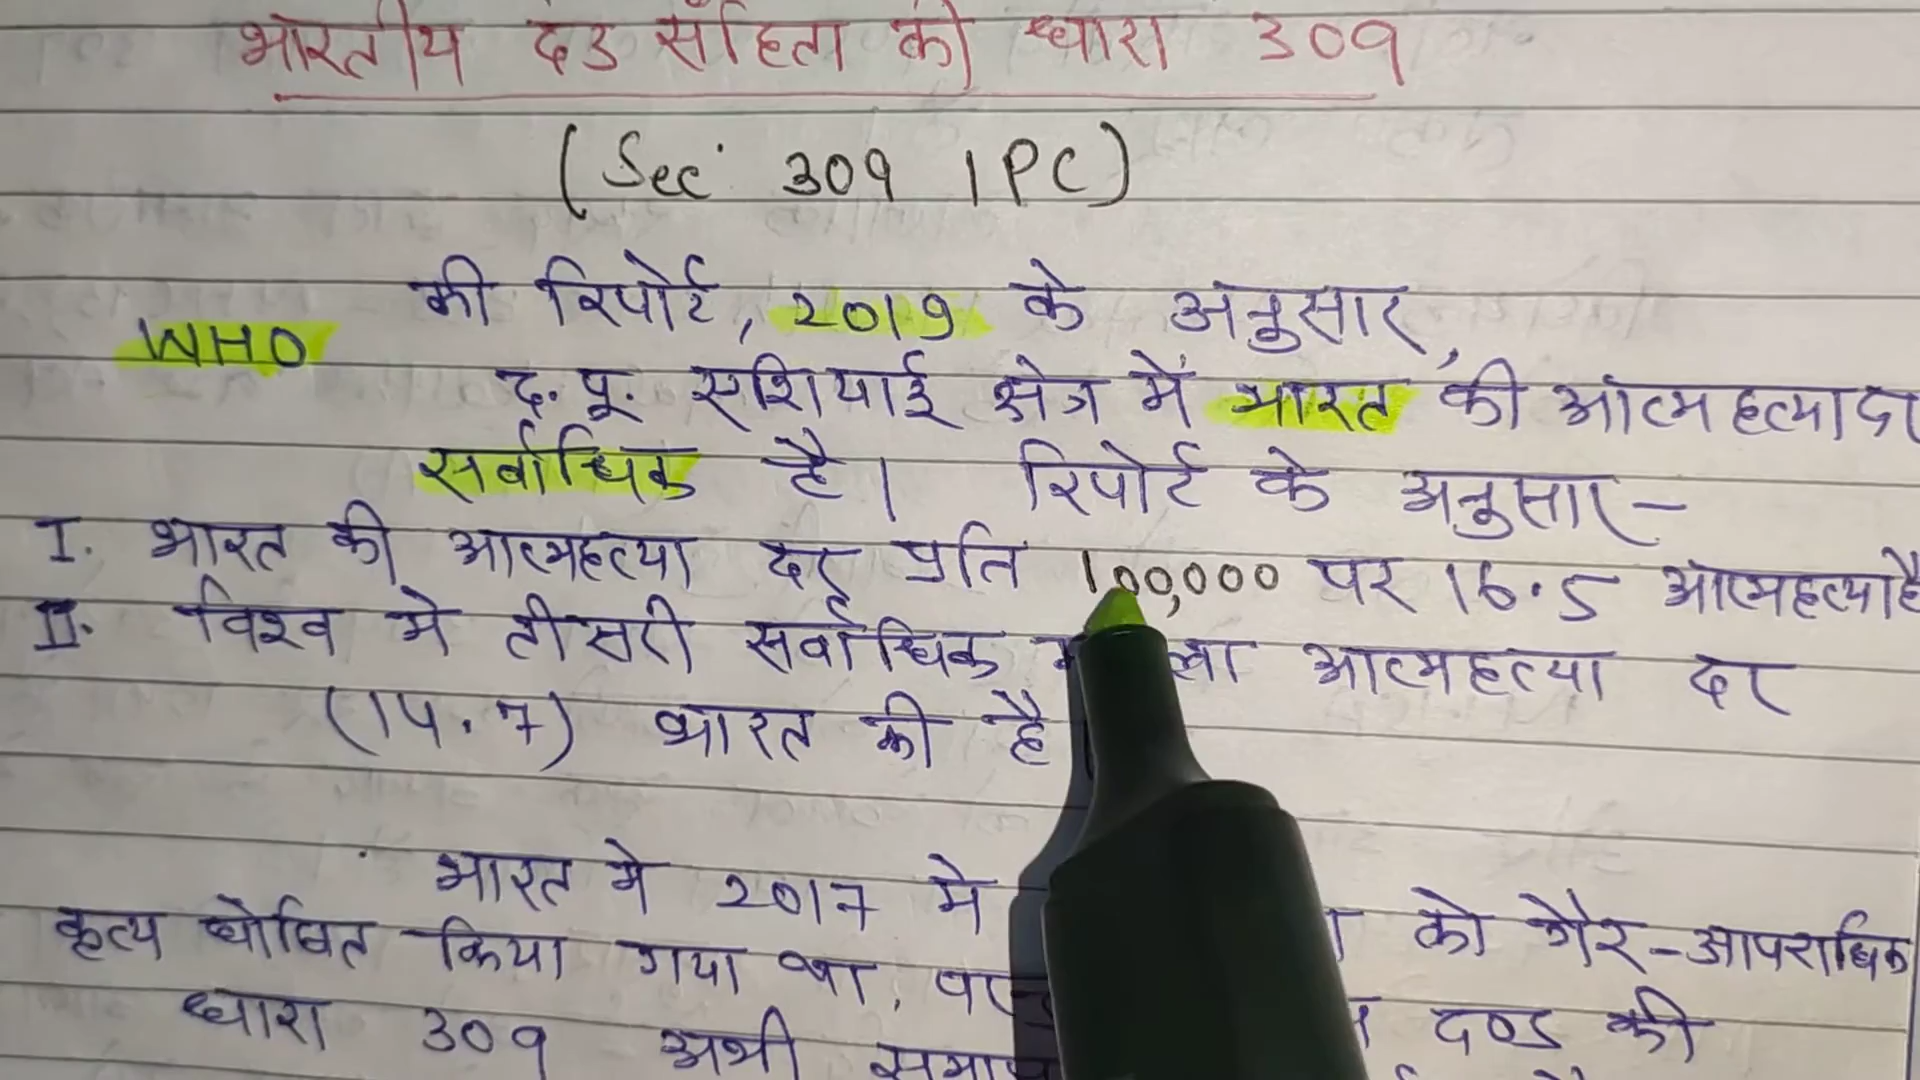 भारतीय दंड संहिता की धारा 309
(Sec. 309 IPC)
की रिपोर्ट, 2019 के अनुसार,
WHO
द. पू. एशियाई क्षेत्र में भारत की आत्महत्या दर
सर्वाधिक है। रिपोर्ट के अनुसार-
I. भारत की आत्महत्या दर प्रति 100,000 पर 16.5 आत्महत्या है
II. विश्व मे तीसरी सर्वाधिक आत्महत्या दर
(14.7) भारत की है
भारत मे 2017 मे को गैर-आपराधिक
कृत्य घोषित किया गया था,
धारा 309 अभी दण्ड की